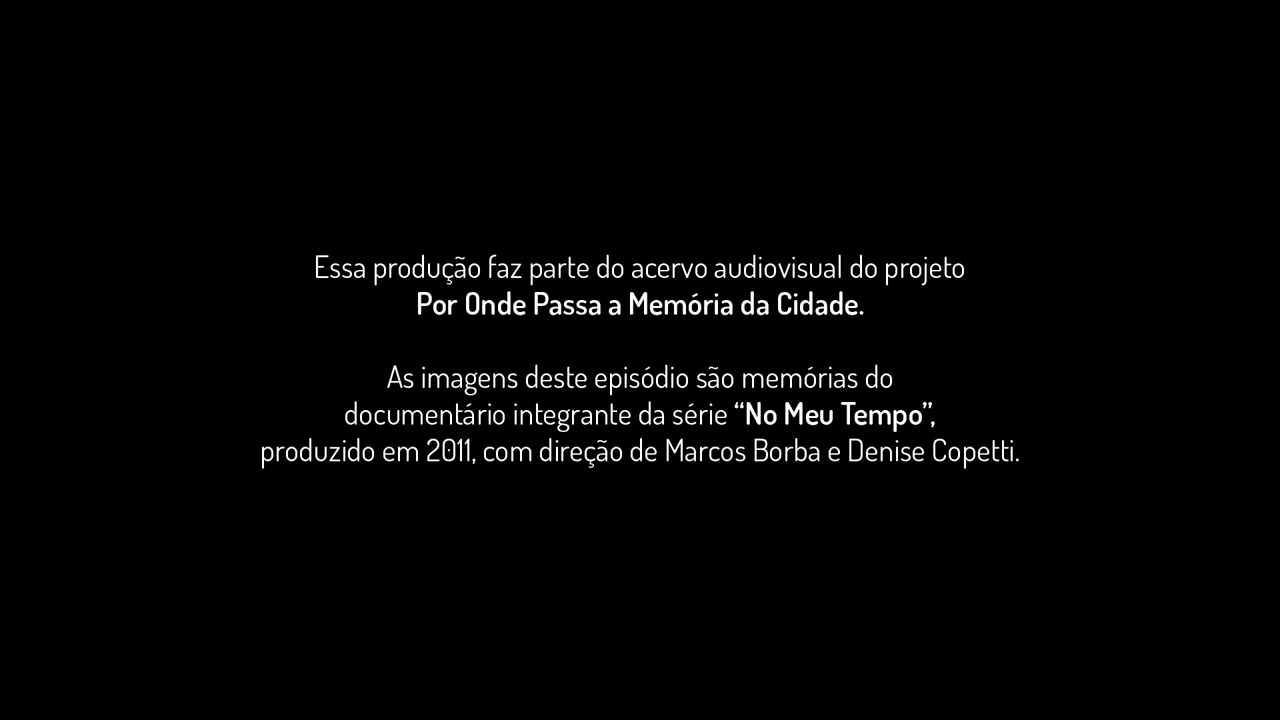 Essa produção faz parte do acervo audiovisual do projeto
Por Onde Passa a Memória da Cidade.
As imagens deste episódio são memórias do
documentário integrante da série “No Meu Tempo”,
produzido em 2011, com direção de Marcos Borba e Denise Copetti.